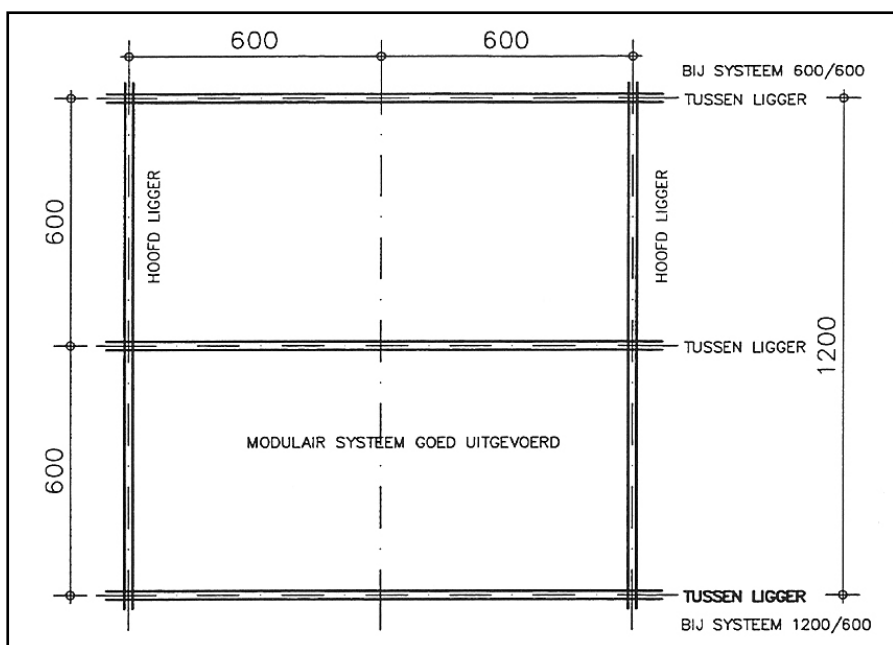 600 600
BIJ SYSTEEM 600/600
TUSSEN LIGGER
HOOFD LIGGER
HOOFD LIGGER
600
TUSSEN LIGGER
1200
MODULAIR SYSTEEM GOED UITGEVOERD
600
TUSSEN LIGGER
BIJ SYSTEEM 1200/600